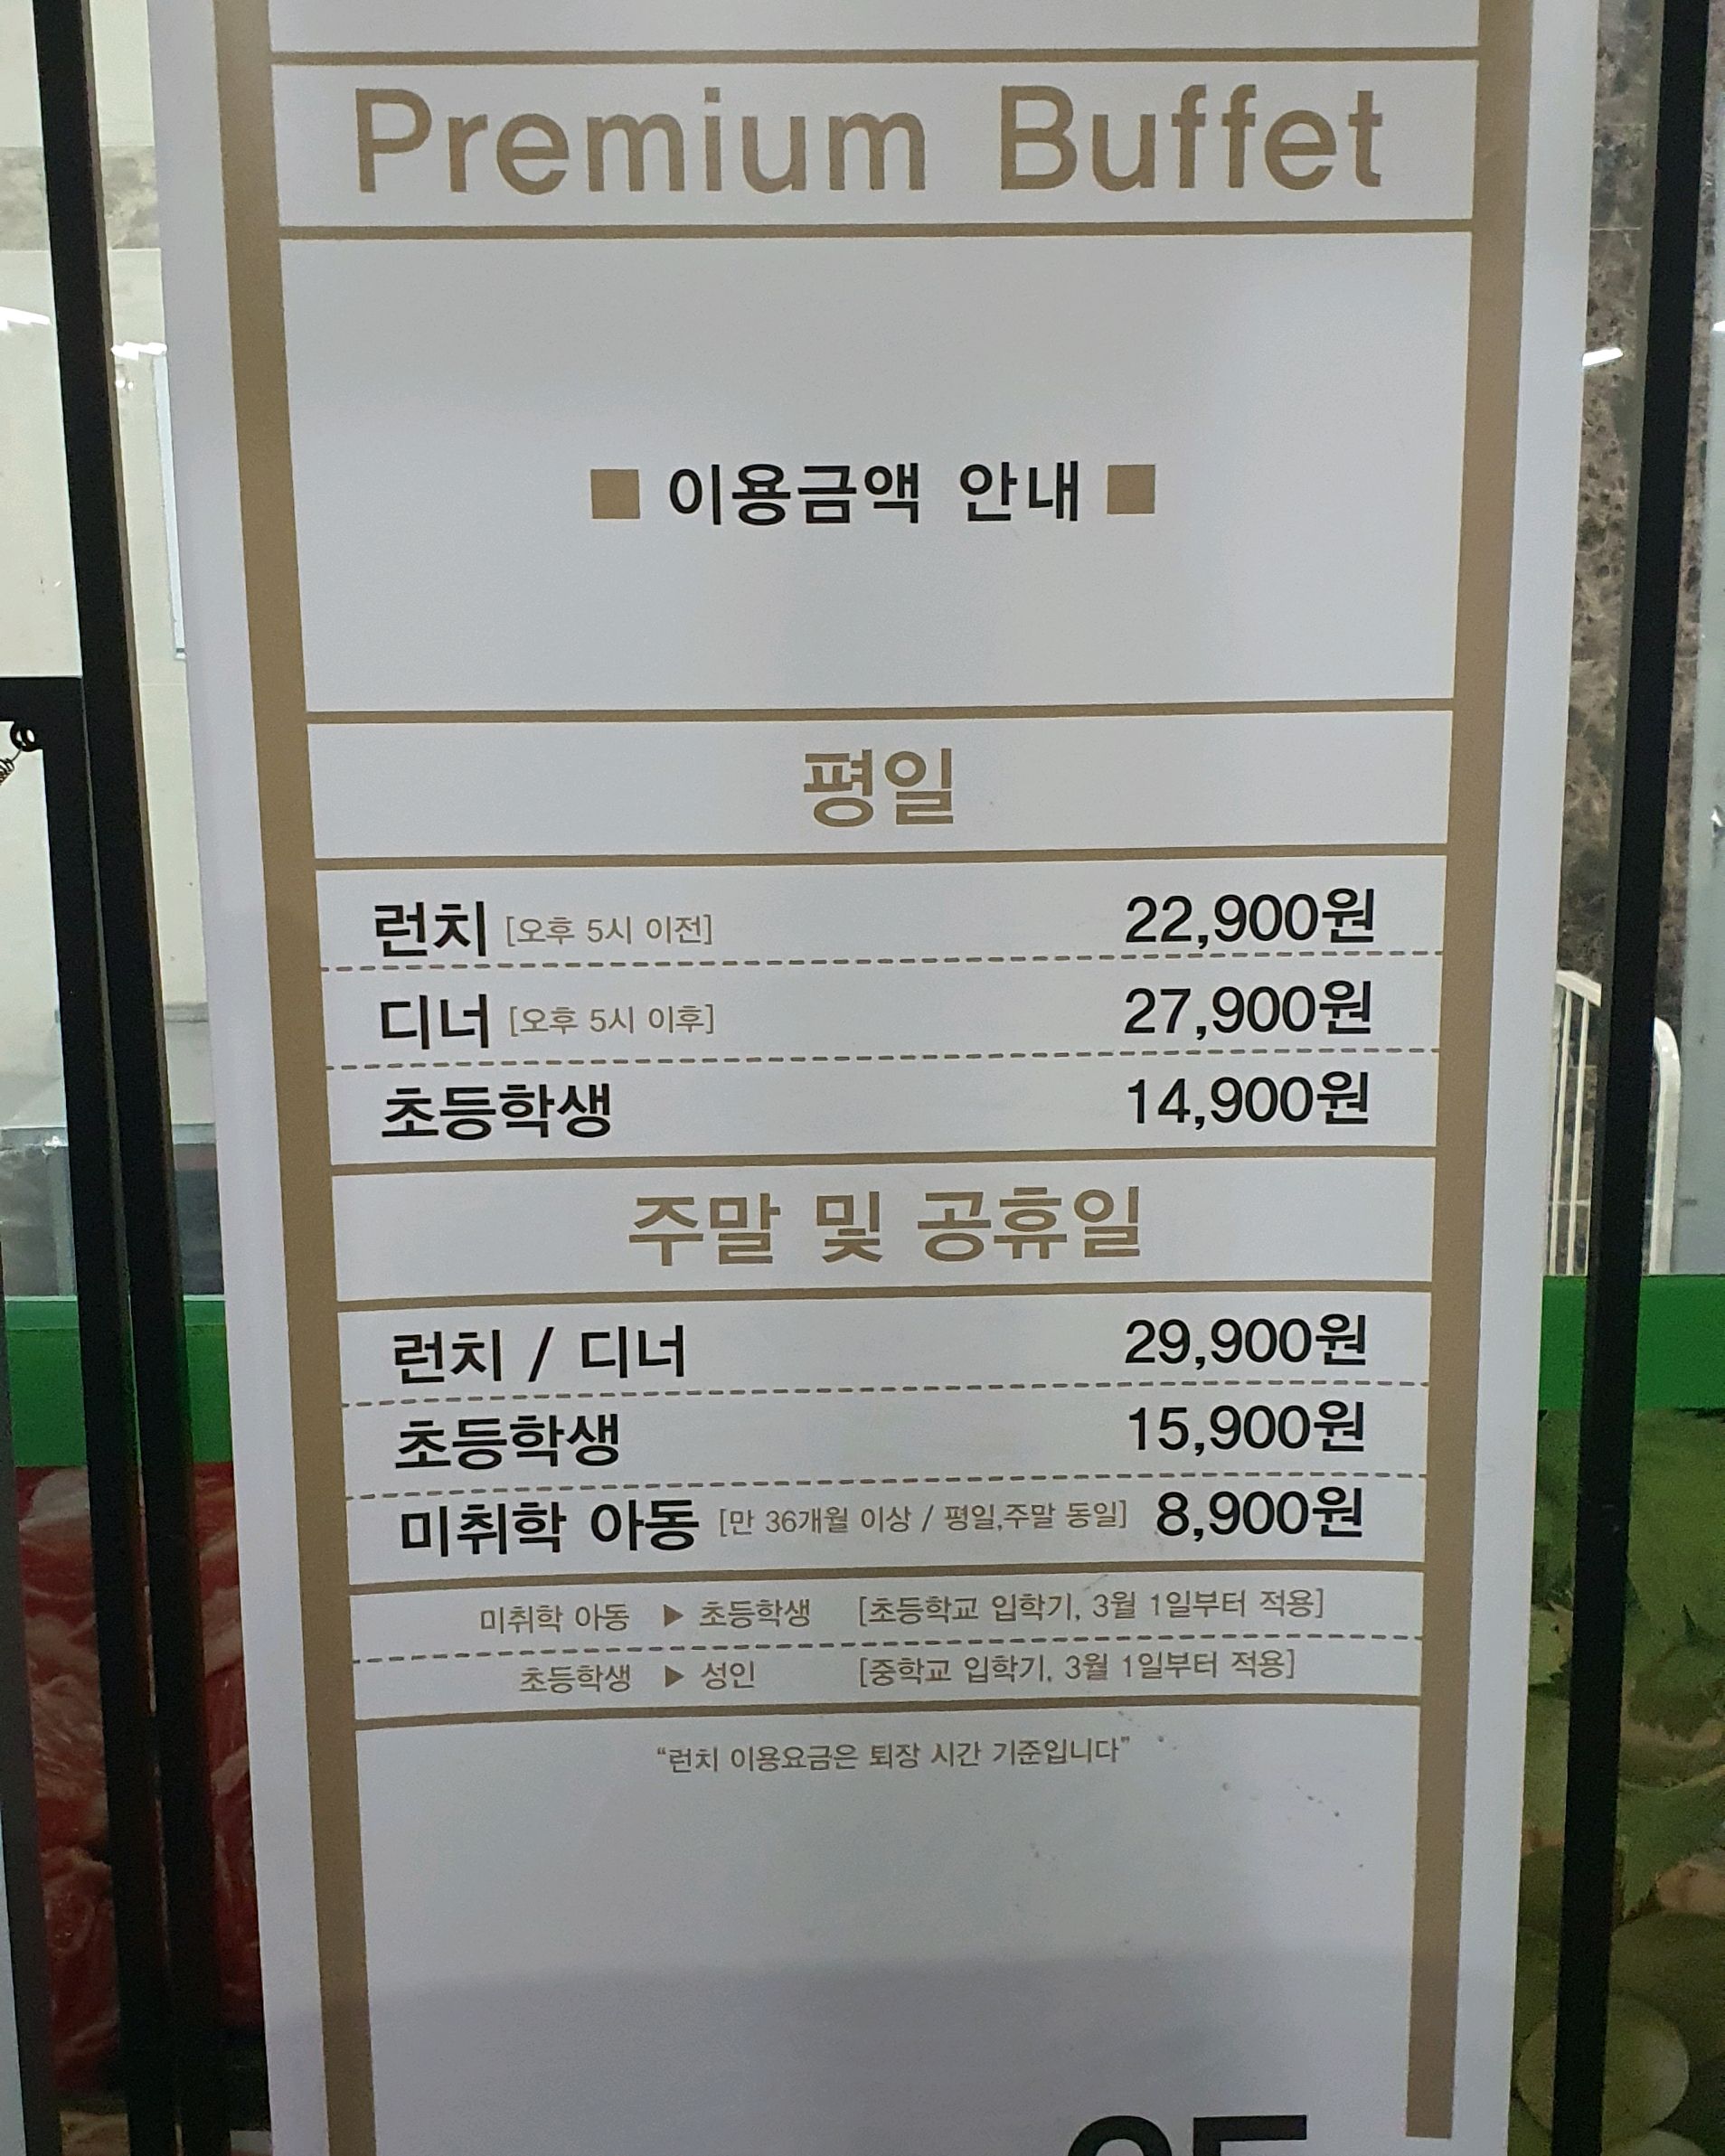 Premium Buffet
■ 이용금액 안내 ■
평일
런치 [오후 5시 이전] 22,900원
디너 [오후 5시 이후] 27,900원
초등학생 14,900원
주말 및 공휴일
런치 / 디너 29,900원
초등학생 15,900원
미취학 아동 [만 36개월 이상 / 평일,주말 동일] 8,900원
미취학 아동 ▶ 초등학생 [초등학교 입학기, 3월 1일부터 적용]
초등학생 ▶ 성인 [중학교 입학기, 3월 1일부터 적용]
“런치 이용요금은 퇴장 시간 기준입니다”